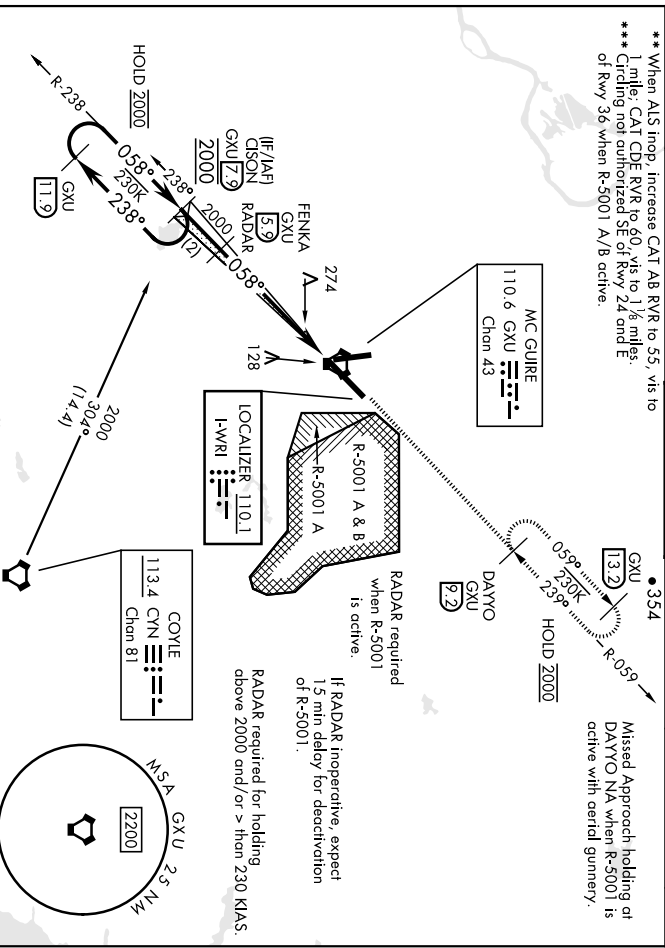 ** When ALS inop, increase CAT AB RVR to 55, vis to
1 mile; CAT CDE RVR to 60, vis to 1⅛ miles.
*** Circling not authorized SE of Rwy 24 and E
of Rwy 36 when R-5001 A/B active.
354
Missed Approach holding at
DAYYO NA when R-5001 is
active with aerial gunnery.
GXU
13.2
R-059
059°
230K
239°
HOLD 2000
MC GUIRE
110.6 GXU
Chan 43
DAYYO
GXU
9.2
HOLD 2000
R-238
058°
230K
238°
GXU
11.9
(IF/IAF)
CISON
GXU 7.9
2000
238°
2000
(2)
FENKA
GXU
5.9
RADAR
058°
274
128
R-5001 A & B
R-5001 A
LOCALIZER 110.1
I-WRI
RADAR required
when R-5001
is active.
If RADAR inoperative, expect
15 min delay for deactivation
of R-5001.
RADAR required for holding
above 2000 and/or > than 230 KIAS.
2000
304°
(14.4)
COYLE
113.4 CYN
Chan 81
MSA GXU 25 NM
2200